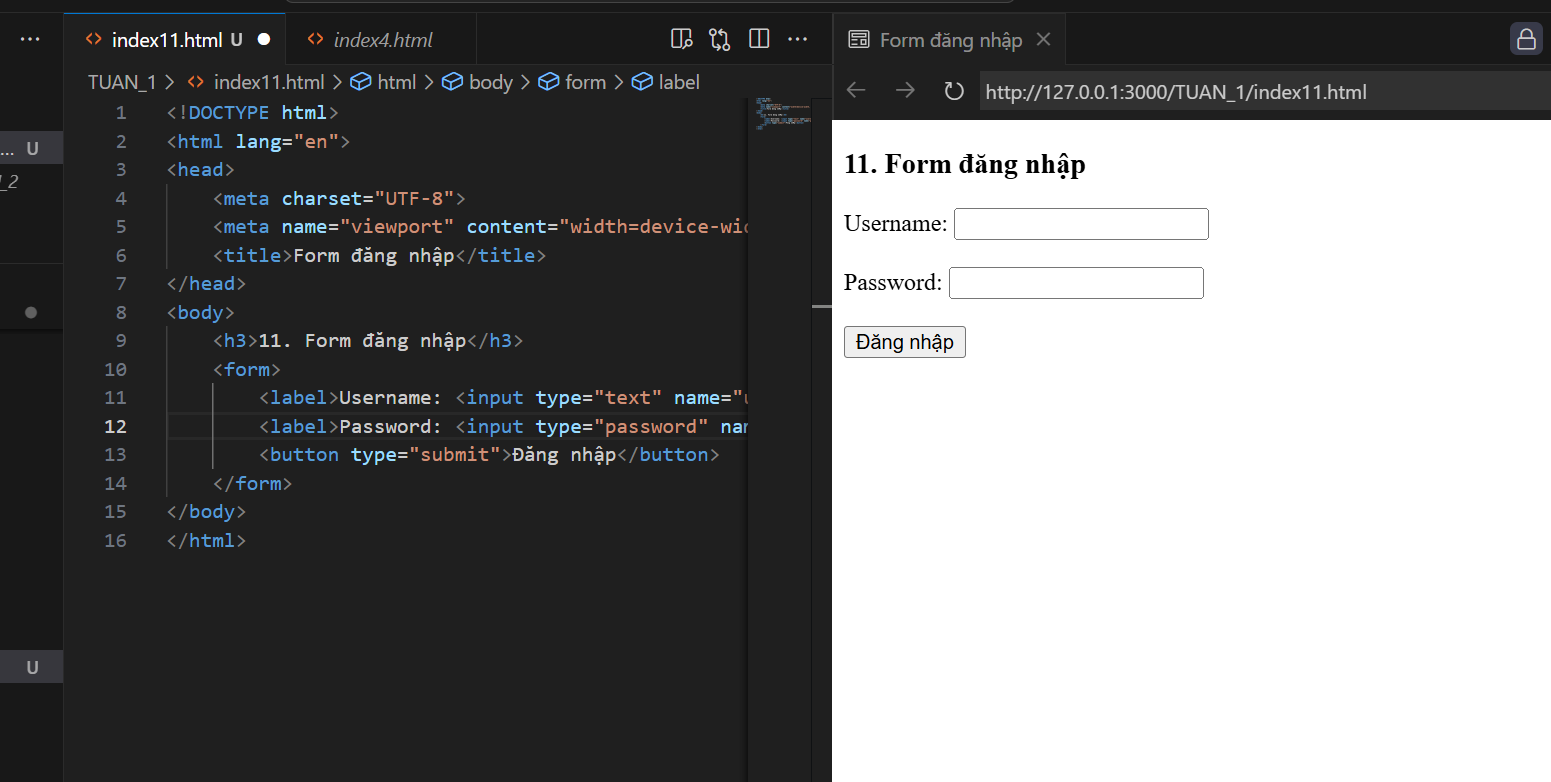 index11.html U
index4.html
Form đăng nhập
TUAN_1 > index11.html > html > body > form > label
http://127.0.0.1:3000/TUAN_1/index11.html
... U
_2
U
1 <!DOCTYPE html>
2 <html lang="en">
3 <head>
4 <meta charset="UTF-8">
5 <meta name="viewport" content="width=device-wid
6 <title>Form đăng nhập</title>
7 </head>
8 <body>
9 <h3>11. Form đăng nhập</h3>
10 <form>
11 <label>Username: <input type="text" name="u
12 <label>Password: <input type="password" nam
13 <button type="submit">Đăng nhập</button>
14 </form>
15 </body>
16 </html>
11. Form đăng nhập
Username:
Password:
Đăng nhập